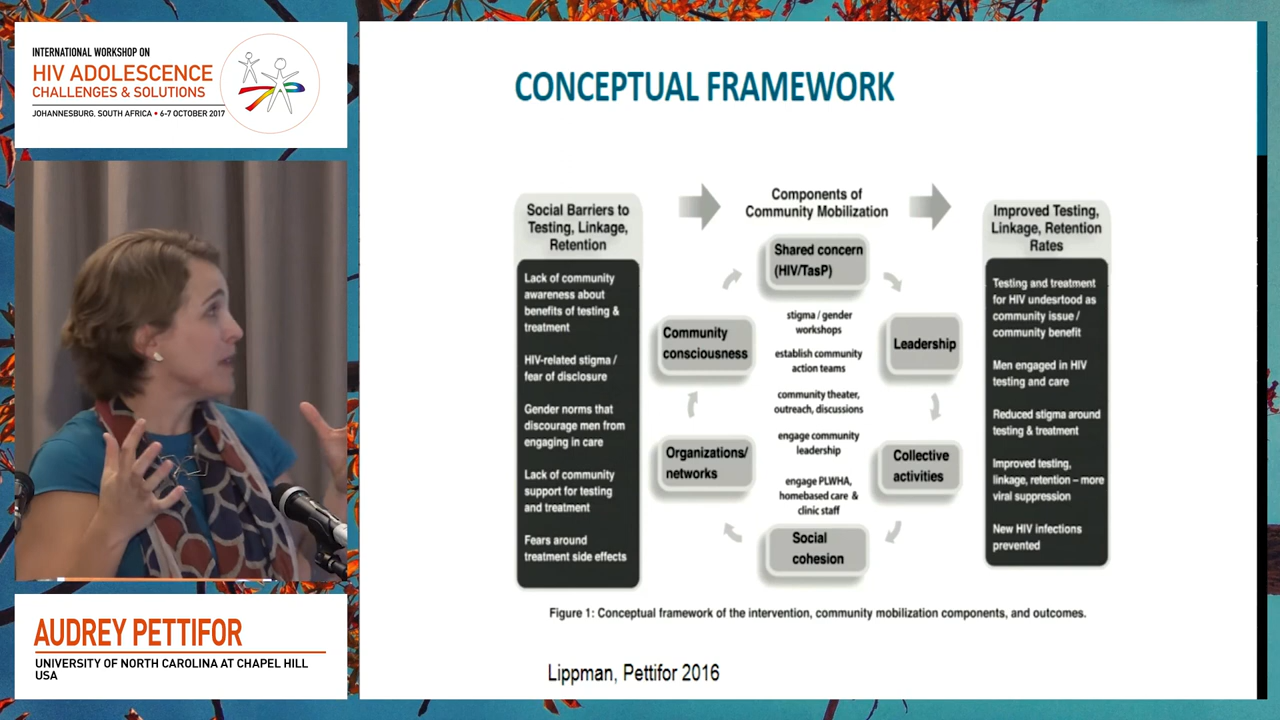 INTERNATIONAL WORKSHOP ON
HIV ADOLESCENCE
CHALLENGES & SOLUTIONS
JOHANNESBURG, SOUTH AFRICA • 6-7 OCTOBER 2017
AUDREY PETTIFOR
UNIVERSITY OF NORTH CAROLINA AT CHAPEL HILL
USA
CONCEPTUAL FRAMEWORK
Social Barriers to
Testing, Linkage,
Retention
Lack of community
awareness about
benefits of testing &
treatment
HIV-related stigma /
fear of disclosure
Gender norms that
discourage men from
engaging in care
Lack of community
support for testing
and treatment
Fears around
treatment side effects
Components of
Community Mobilization
Shared concern
(HIV/TasP)
Leadership
Collective
activities
Social
cohesion
Organizations/
networks
Community
consciousness
stigma / gender
workshops
establish community
action teams
community theater,
outreach, discussions
engage community
leadership
engage PLWHA,
homebased care &
clinic staff
Improved Testing,
Linkage, Retention
Rates
Testing and treatment
for HIV undesrtood as
community issue /
community benefit
Men engaged in HIV
testing and care
Reduced stigma around
testing & treatment
Improved testing,
linkage, retention – more
viral suppression
New HIV infections
prevented
Figure 1: Conceptual framework of the intervention, community mobilization components, and outcomes.
Lippman, Pettifor 2016